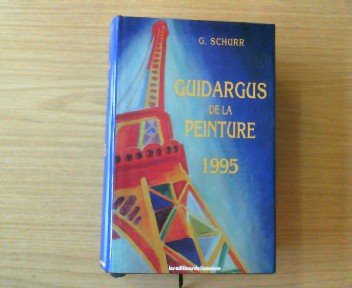 G. SCHURR
GUIDARGUS
DE LA
PEINTURE
1995